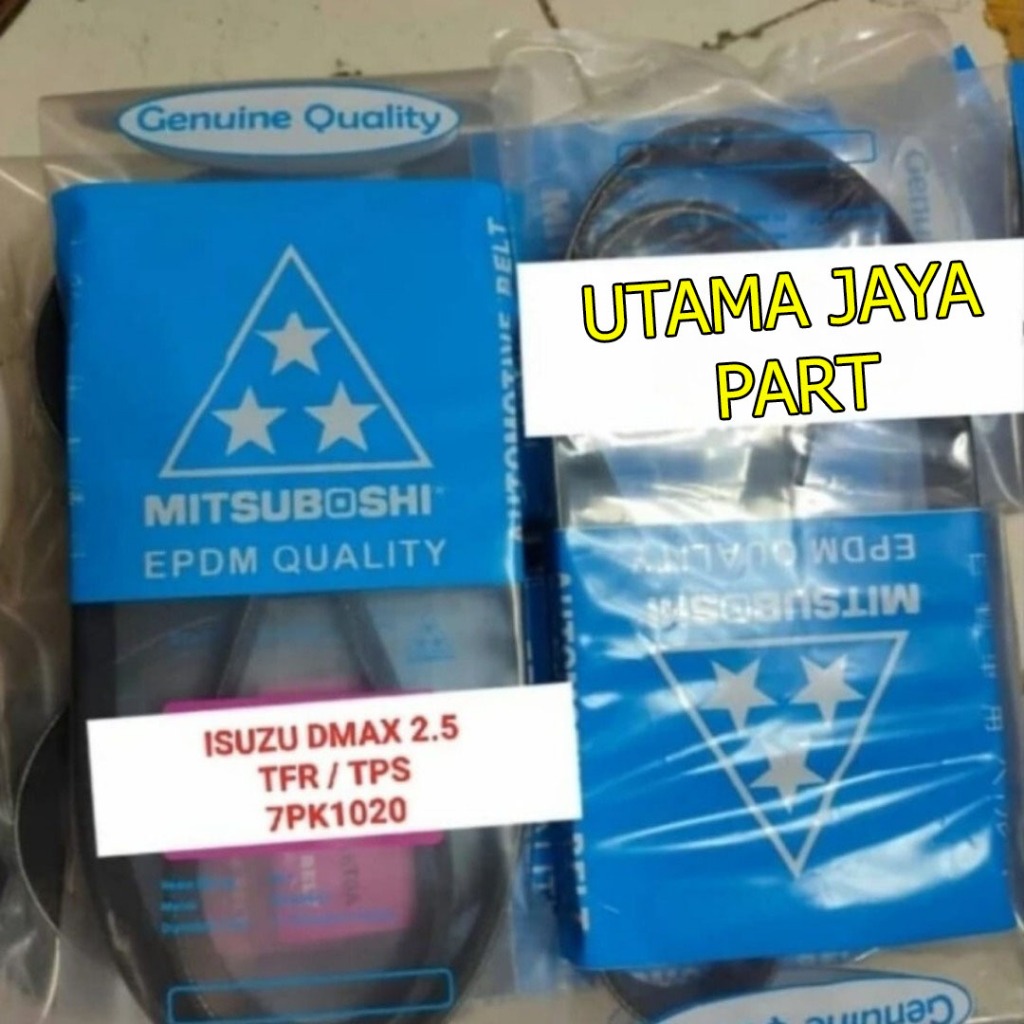 Genuine Quality
AUTOMOTIVE BELT
MITSUBOSHI
EPDM QUALITY
UTAMA JAYA
PART
ISUZU DMAX 2.5
TFR / TPS
7PK1020
EPDM QUALITY
MITSUBOSHI
Genuine